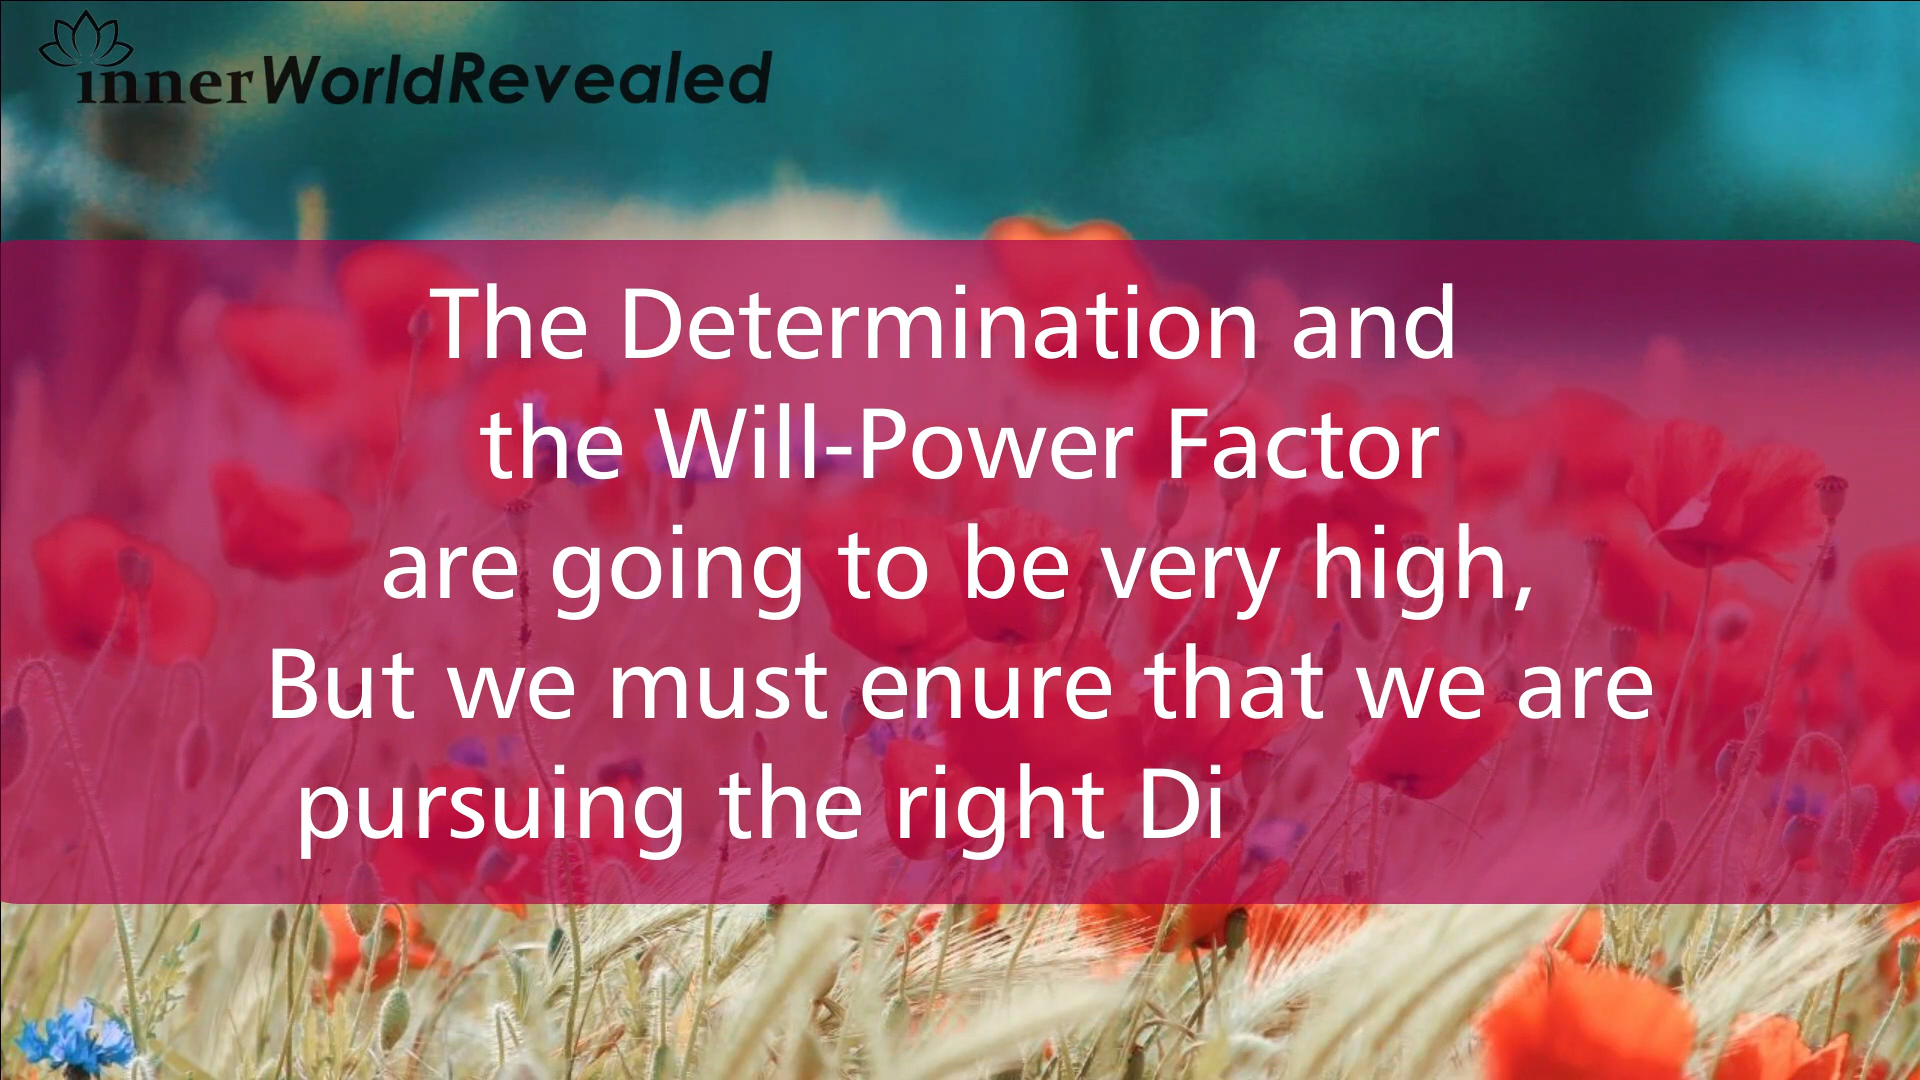 innerWorldRevealed
The Determination and
the Will-Power Factor
are going to be very high,
But we must enure that we are
pursuing the right Di